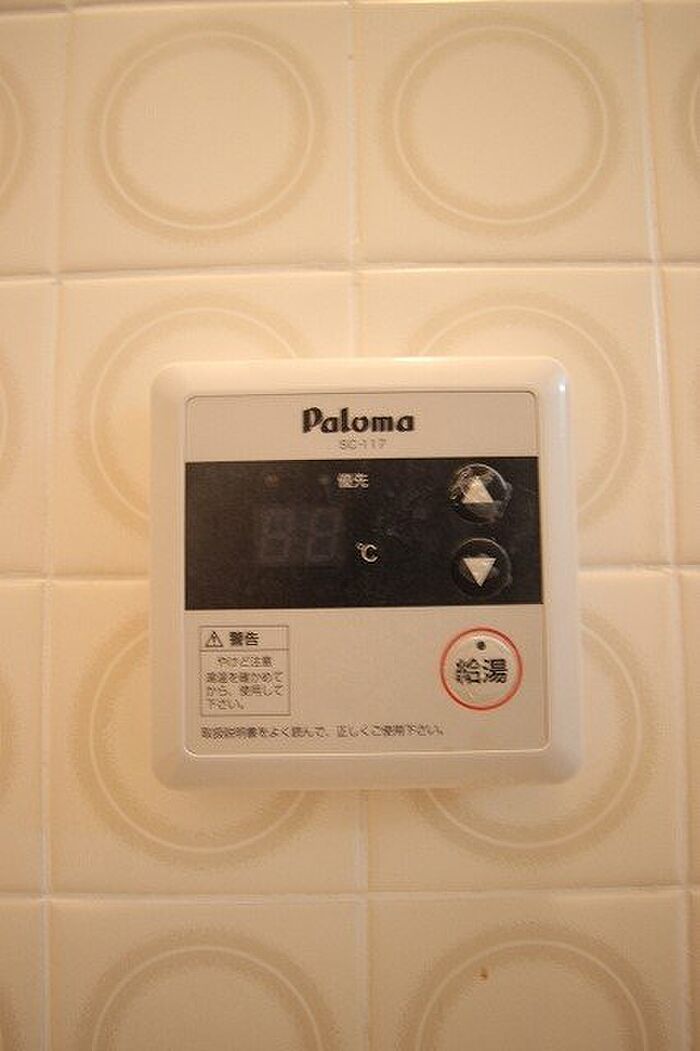 Paloma
SC-117
優先
℃
⚠ 警告
やけど注意
湯温を確かめて
から、使用して
下さい。
給湯
取扱説明書をよく読んで、正しくご使用下さい。